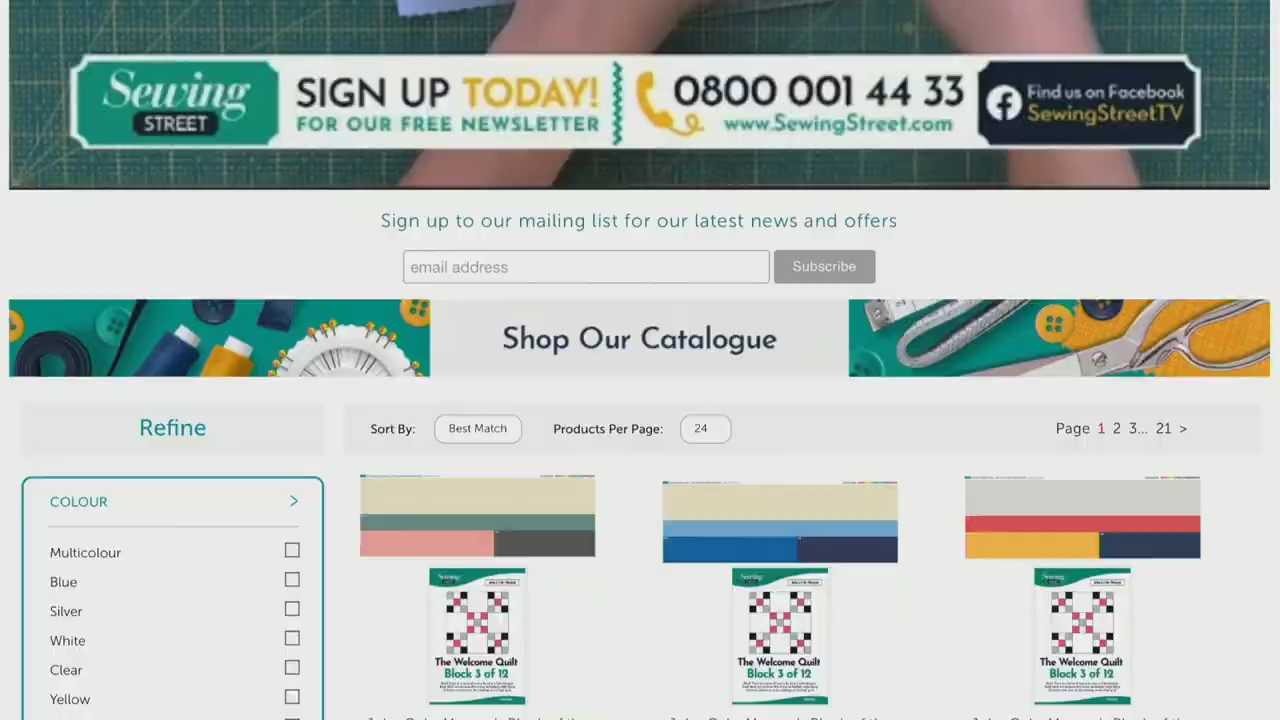 Sewing
STREET
SIGN UP TODAY!
FOR OUR FREE NEWSLETTER
0800 001 44 33
www.SewingStreet.com
Find us on Facebook
SewingStreetTV
Sign up to our mailing list for our latest news and offers
email address
Subscribe
Shop Our Catalogue
Refine
Sort By: Best Match Products Per Page: 24
Page 1 2 3... 21 >
COLOUR >
Multicolour
Blue
Silver
White
Clear
Yellow
Sewing
The Welcome Quilt
Block 3 of 12
Sewing
The Welcome Quilt
Block 3 of 12
Sewing
The Welcome Quilt
Block 3 of 12